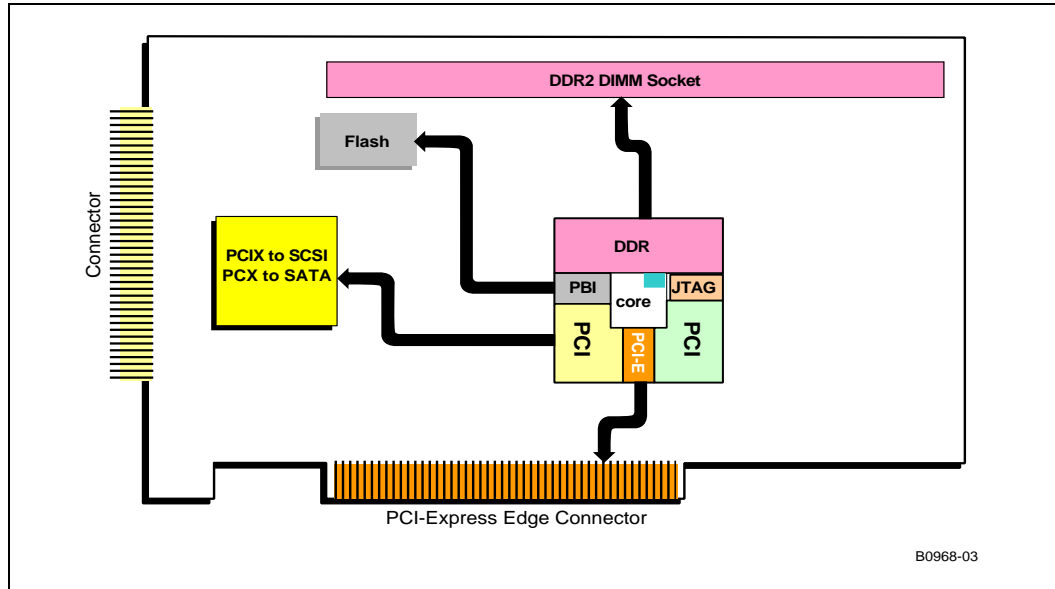 DDR2 DIMM Socket
Flash
Connector
PCIX to SCSI
PCX to SATA
DDR
PBI
core
JTAG
PCI
PCI-E
PCI
PCI-Express Edge Connector
B0968-03